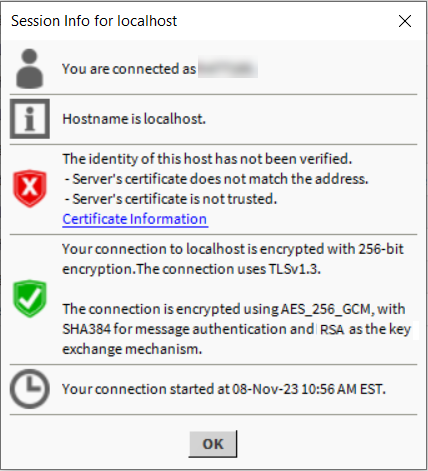 Session Info for localhost
You are connected as
Hostname is localhost.
The identity of this host has not been verified.
- Server's certificate does not match the address.
- Server's certificate is not trusted.
Certificate Information
Your connection to localhost is encrypted with 256-bit
encryption.The connection uses TLSv1.3.
The connection is encrypted using AES_256_GCM, with
SHA384 for message authentication and RSA as the key
exchange mechanism.
Your connection started at 08-Nov-23 10:56 AM EST.
OK